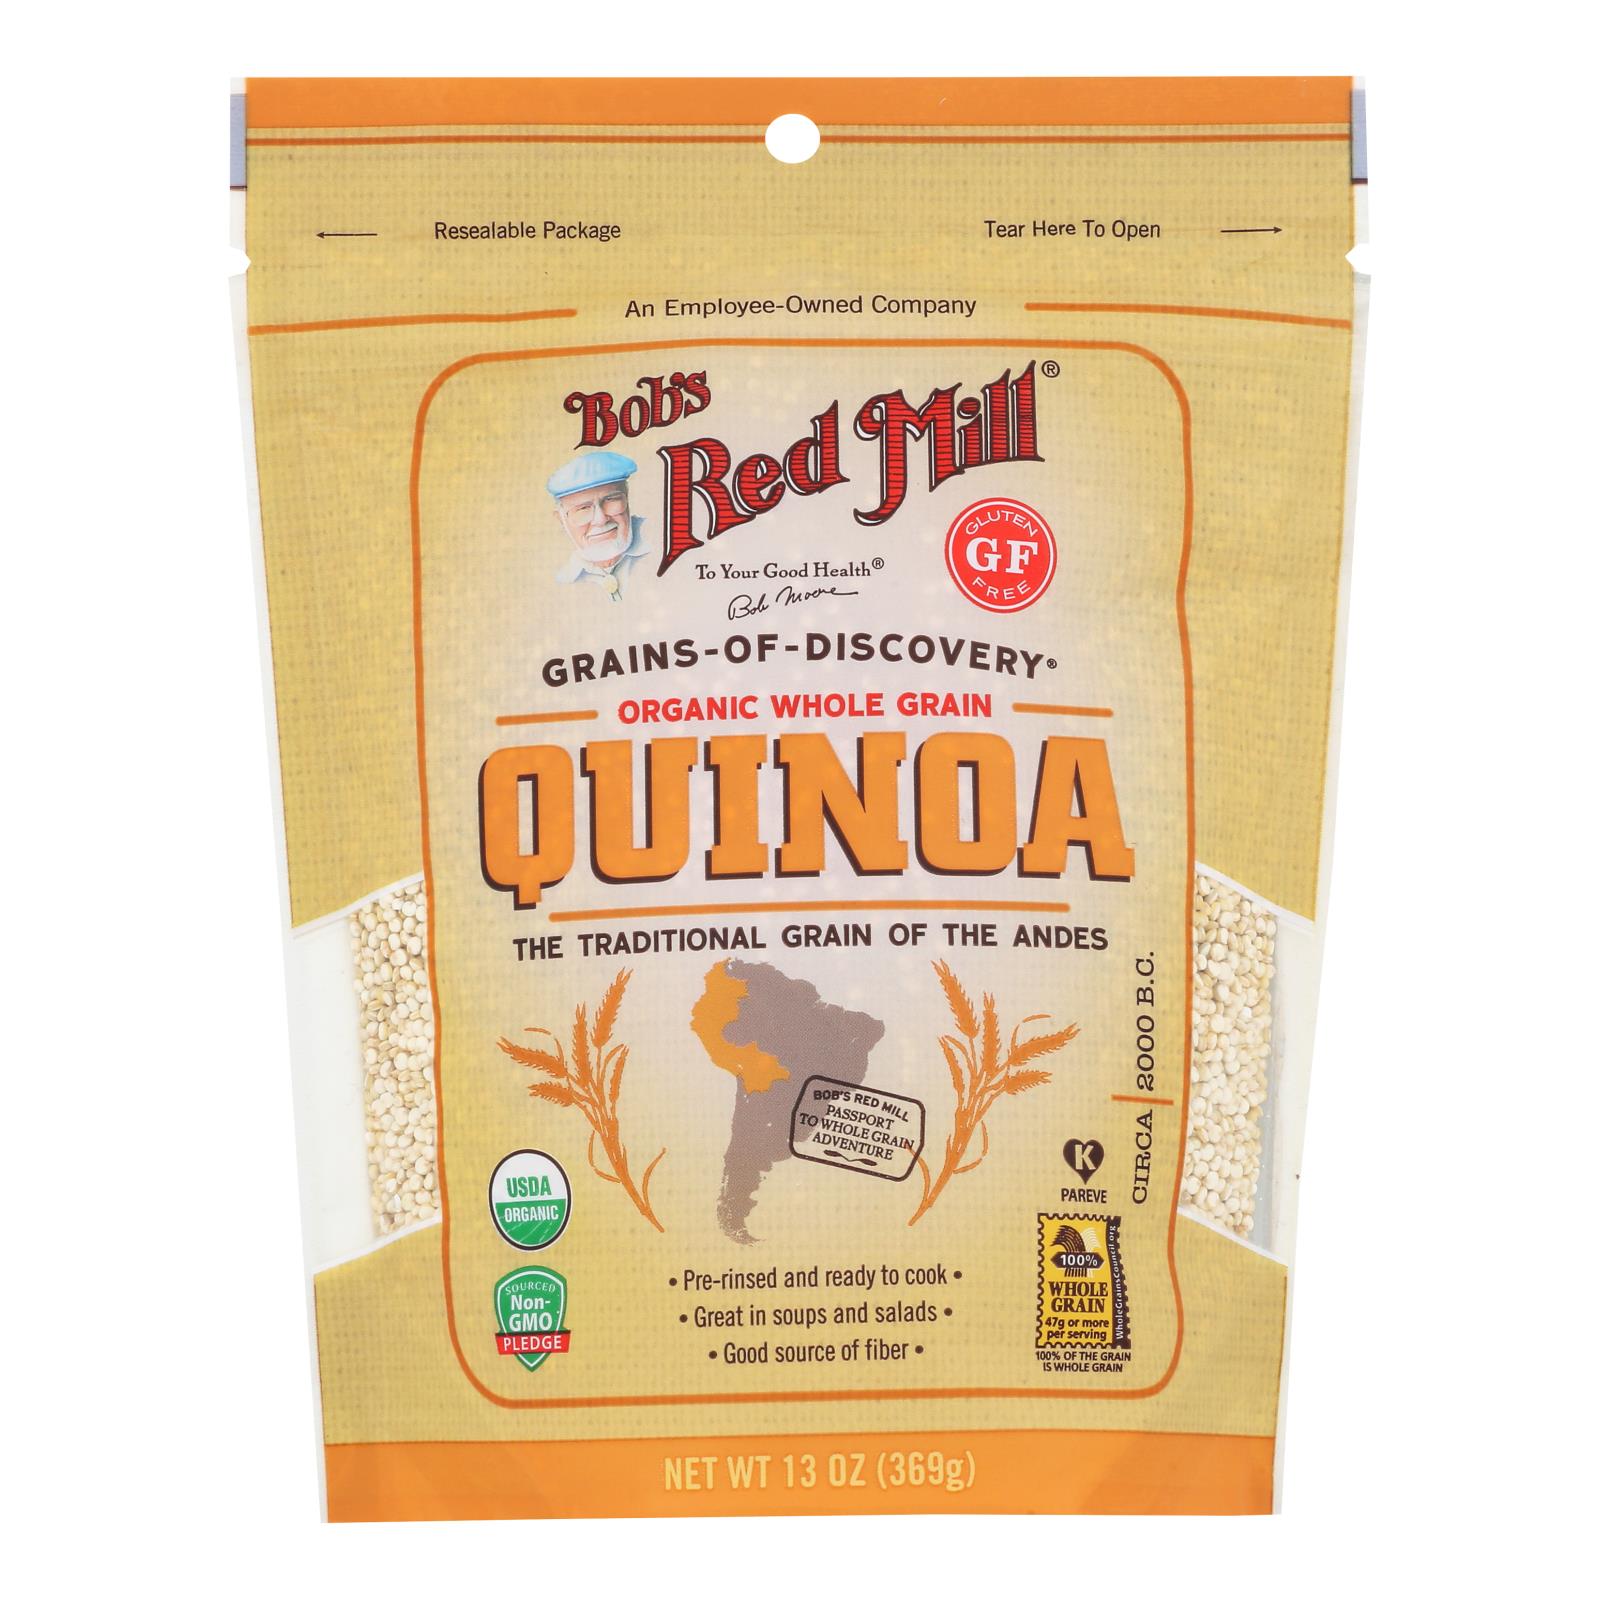 Resealable Package Tear Here To Open
An Employee-Owned Company
Bob's
Red Mill®
To Your Good Health®
Bob Moore
GLUTEN
GF
FREE
GRAINS-OF-DISCOVERY®
ORGANIC WHOLE GRAIN
QUINOA
THE TRADITIONAL GRAIN OF THE ANDES
CIRCA | 2000 B.C.
BOB'S RED MILL
PASSPORT
TO WHOLE GRAIN
ADVENTURE
K
PAREVE
USDA
ORGANIC
SOURCED
Non-
GMO
PLEDGE
• Pre-rinsed and ready to cook •
• Great in soups and salads •
• Good source of fiber •
100%
WHOLE
GRAIN
47g or more
per serving
WholeGrainsCouncil.org
100% OF THE GRAIN
IS WHOLE GRAIN
NET WT 13 OZ (369g)